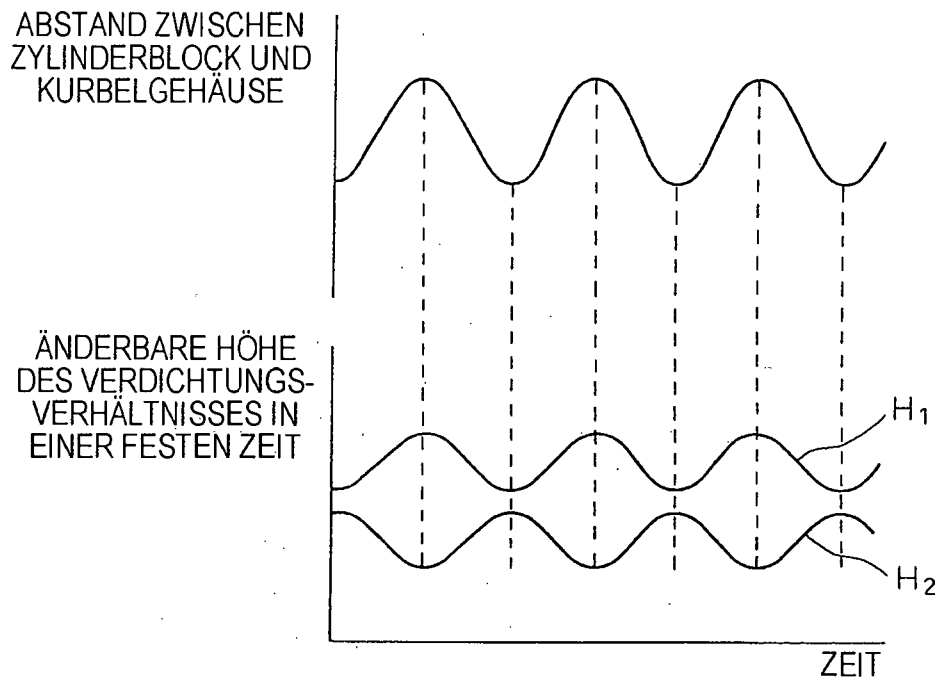 ABSTAND ZWISCHEN
ZYLINDERBLOCK UND
KURBELGEHÄUSE
ÄNDERBARE HÖHE
DES VERDICHTUNGS-
VERHÄLTNISSES IN
EINER FESTEN ZEIT
H1
H2
ZEIT